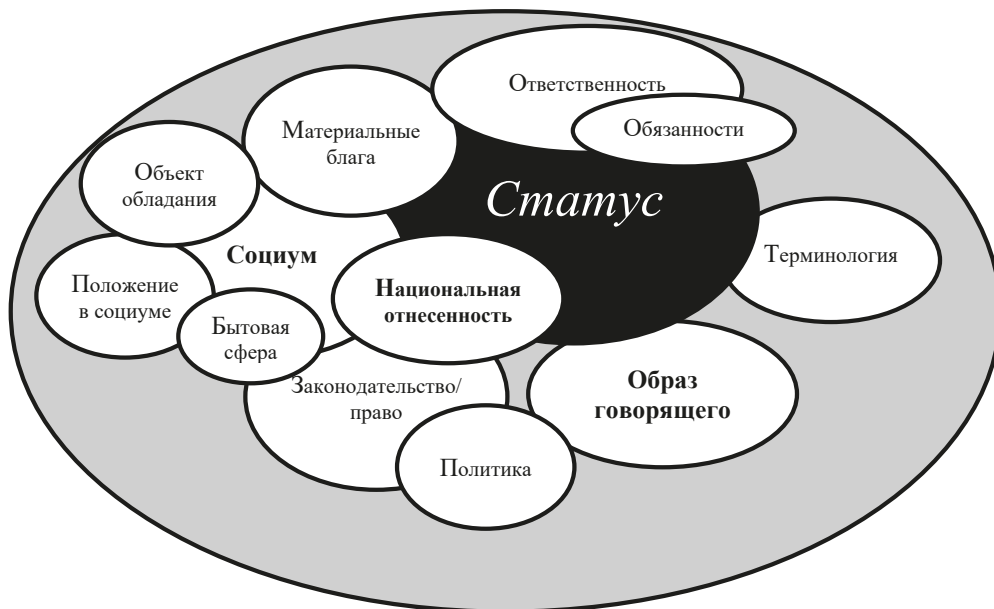 Ответственность
Обязанности
Материальные
блага
Объект
обладания
Статус
Социум
Терминология
Положение
в социуме
Национальная
отнесенность
Бытовая
сфера
Законодательство/
право
Образ
говорящего
Политика